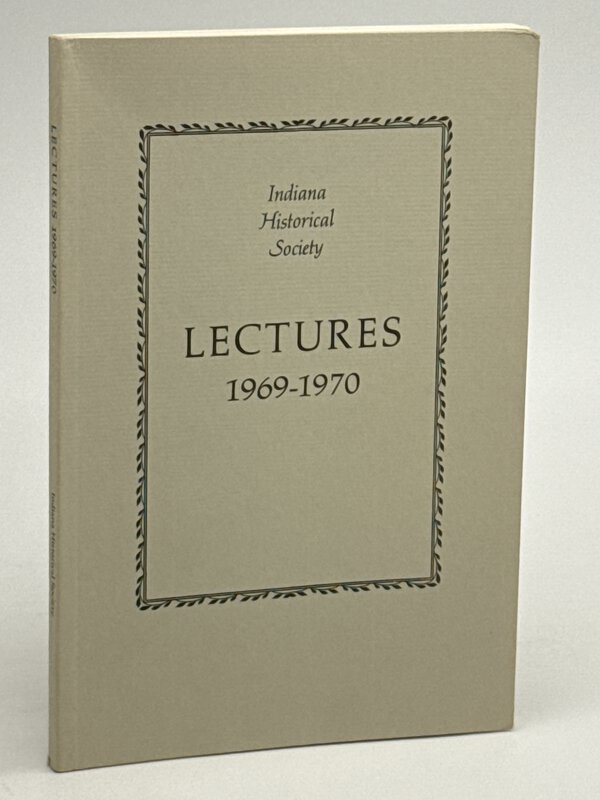 Indiana
Historical
Society
LECTURES
1969-1970
LECTURES 1969-1970
Indiana Historical Society